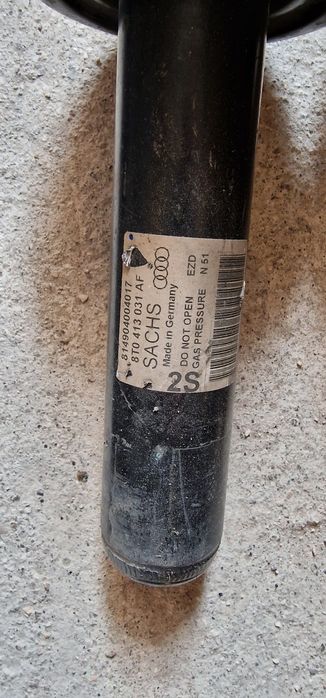 814904004017
8T0 413 031 AF
SACHS
Made in Germany
2S
DO NOT OPEN
GAS PRESSURE
EZD
N 51